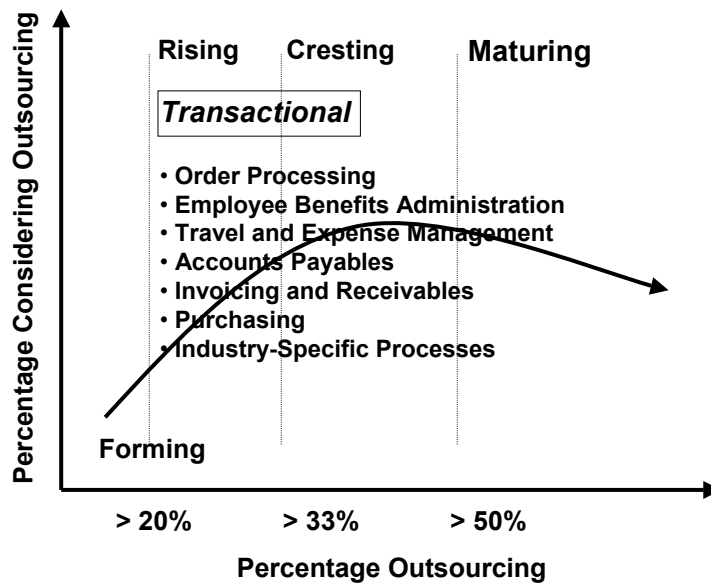 Percentage Considering Outsourcing
Rising Cresting Maturing
Transactional
• Order Processing
• Employee Benefits Administration
• Travel and Expense Management
• Accounts Payables
• Invoicing and Receivables
• Purchasing
• Industry-Specific Processes
Forming
> 20% > 33% > 50%
Percentage Outsourcing